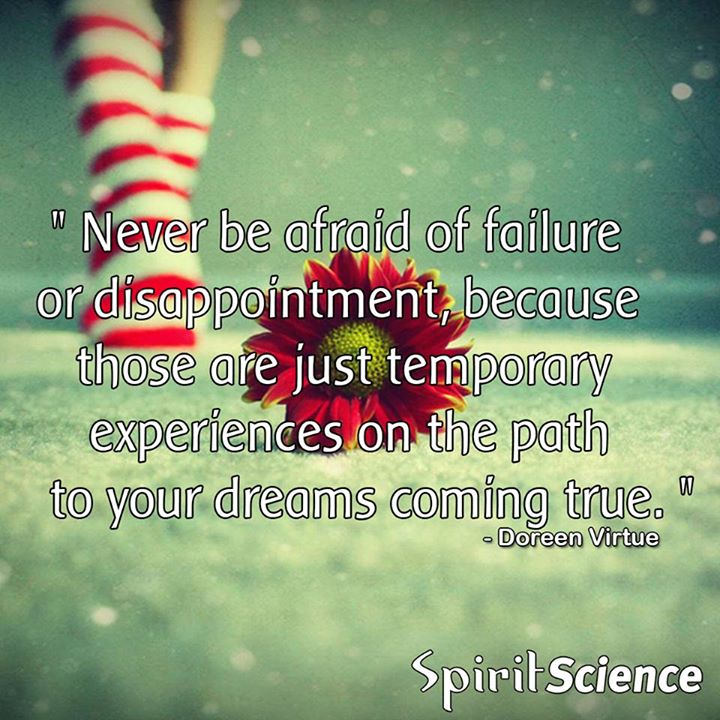 " Never be afraid of failure
or disappointment, because
those are just temporary
experiences on the path
to your dreams coming true. "
- Doreen Virtue
SpiritScience